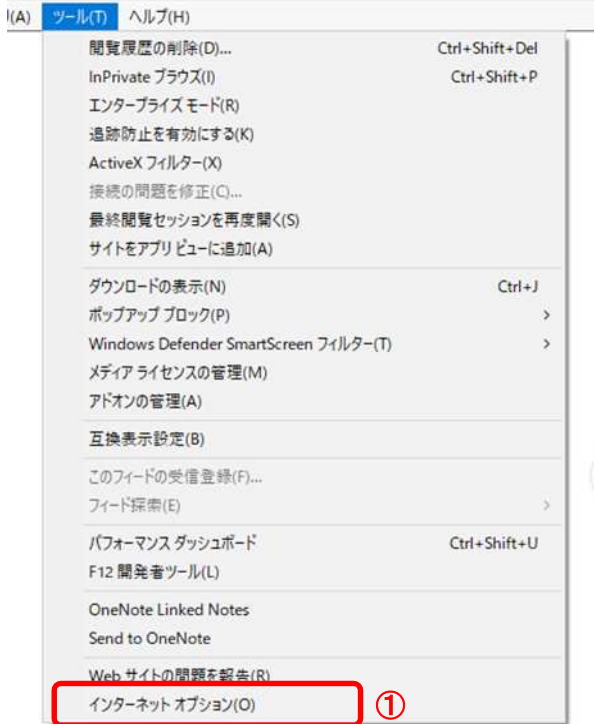 (A) ツール(T) ヘルプ(H)
閲覧履歴の削除(D)... Ctrl+Shift+Del
InPrivate ブラウズ(I) Ctrl+Shift+P
エンタープライズ モード(R)
追跡防止を有効にする(K)
ActiveX フィルター(X)
接続の問題を修正(C)...
最終閲覧セッションを再度開く(S)
サイトをアプリ ビューに追加(A)
ダウンロードの表示(N) Ctrl+J
ポップアップ ブロック(P)
Windows Defender SmartScreen フィルター(T)
メディア ライセンスの管理(M)
アドオンの管理(A)
互換表示設定(B)
このフィードの受信登録(F)...
フィード探索(E)
パフォーマンス ダッシュボード Ctrl+Shift+U
F12 開発者ツール(L)
OneNote Linked Notes
Send to OneNote
Web サイトの問題を報告(R)
インターネット オプション(O) ①